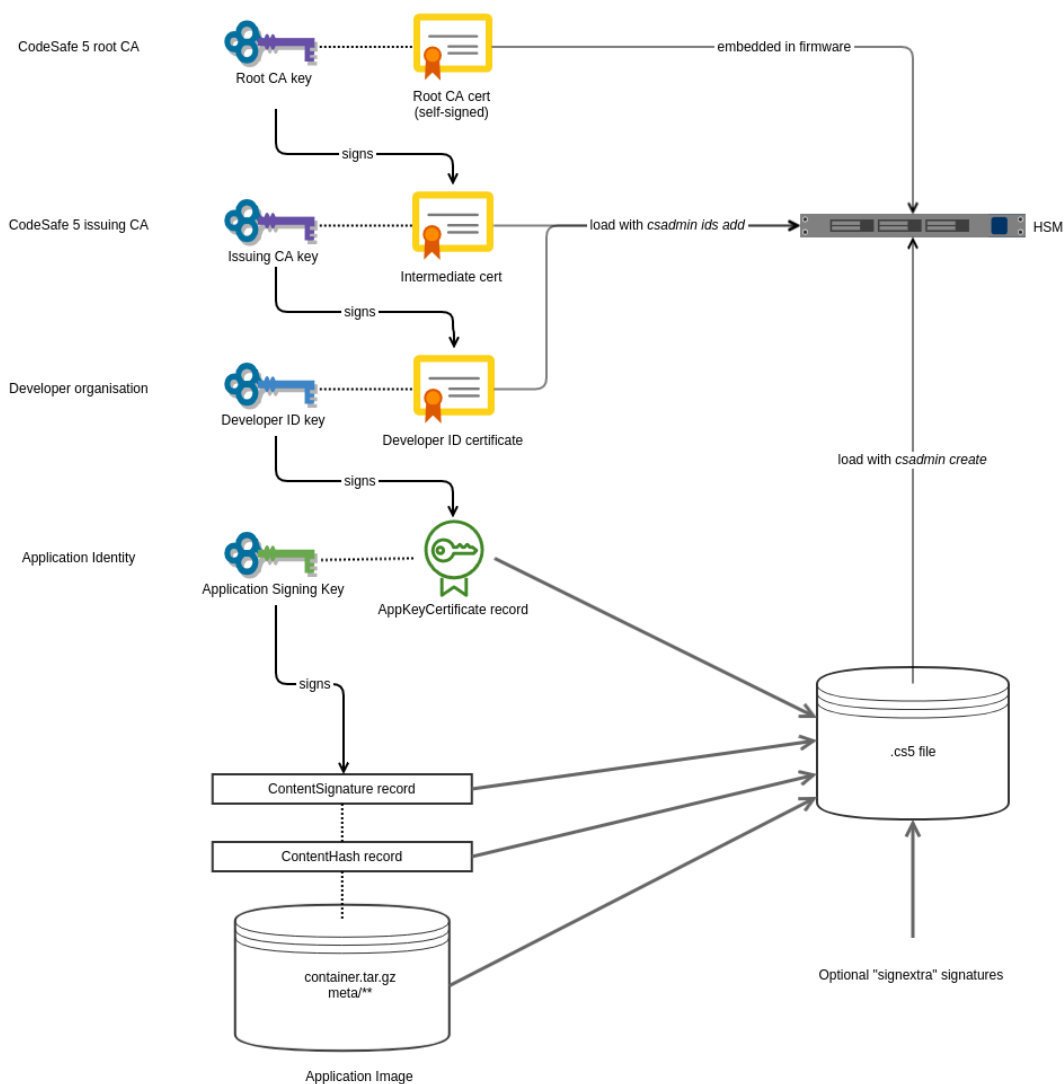 CodeSafe 5 root CA
Root CA key
Root CA cert
(self-signed)
embedded in firmware
signs
CodeSafe 5 issuing CA
Issuing CA key
Intermediate cert
load with csadmin ids add
HSM
signs
Developer organisation
Developer ID key
Developer ID certificate
load with csadmin create
signs
Application Identity
Application Signing Key
AppKeyCertificate record
signs
.cs5 file
ContentSignature record
ContentHash record
container.tar.gz
meta/**
Optional "signextra" signatures
Application Image